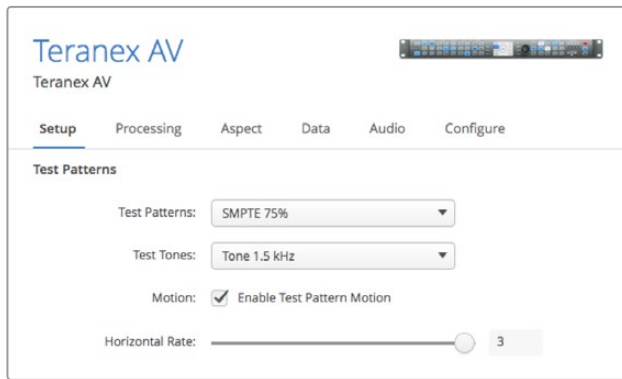 Teranex AV
Teranex AV
Setup Processing Aspect Data Audio Configure
Test Patterns
Test Patterns: SMPTE 75%
Test Tones: Tone 1.5 kHz
Motion: Enable Test Pattern Motion
Horizontal Rate: 3